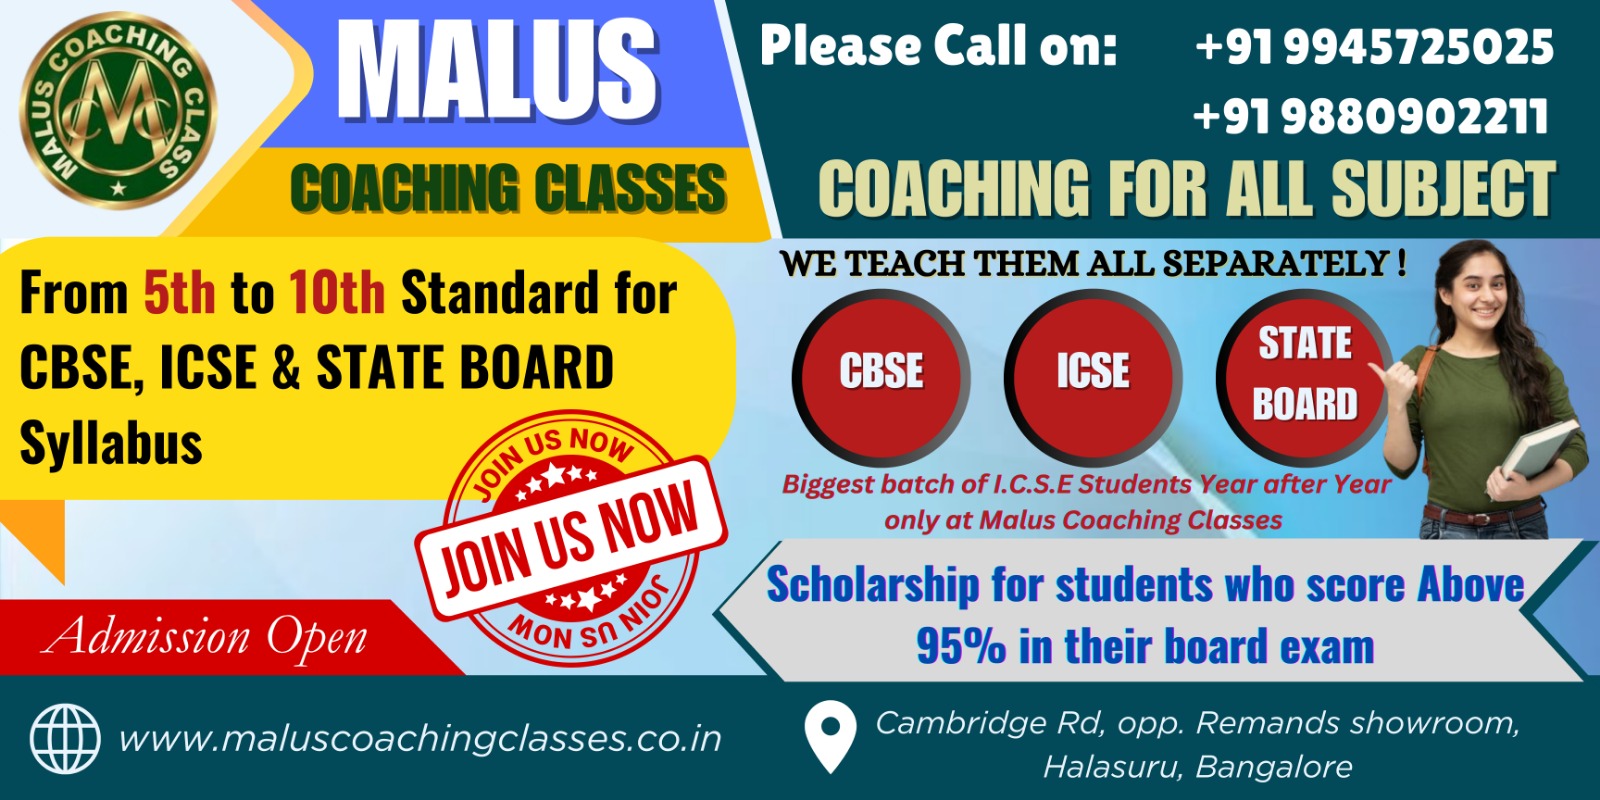 MALUS COACHING CLASS
MALUS
COACHING CLASSES
Please Call on: +91 9945725025
+91 9880902211
COACHING FOR ALL SUBJECT
From 5th to 10th Standard for
CBSE, ICSE & STATE BOARD
Syllabus
JOIN US NOW
JOIN US NOW
JOIN US NOW
Admission Open
WE TEACH THEM ALL SEPARATELY !
CBSE
ICSE
STATE
BOARD
Biggest batch of I.C.S.E Students Year after Year
only at Malus Coaching Classes
Scholarship for students who score Above
95% in their board exam
www.maluscoachingclasses.co.in
Cambridge Rd, opp. Remands showroom,
Halasuru, Bangalore